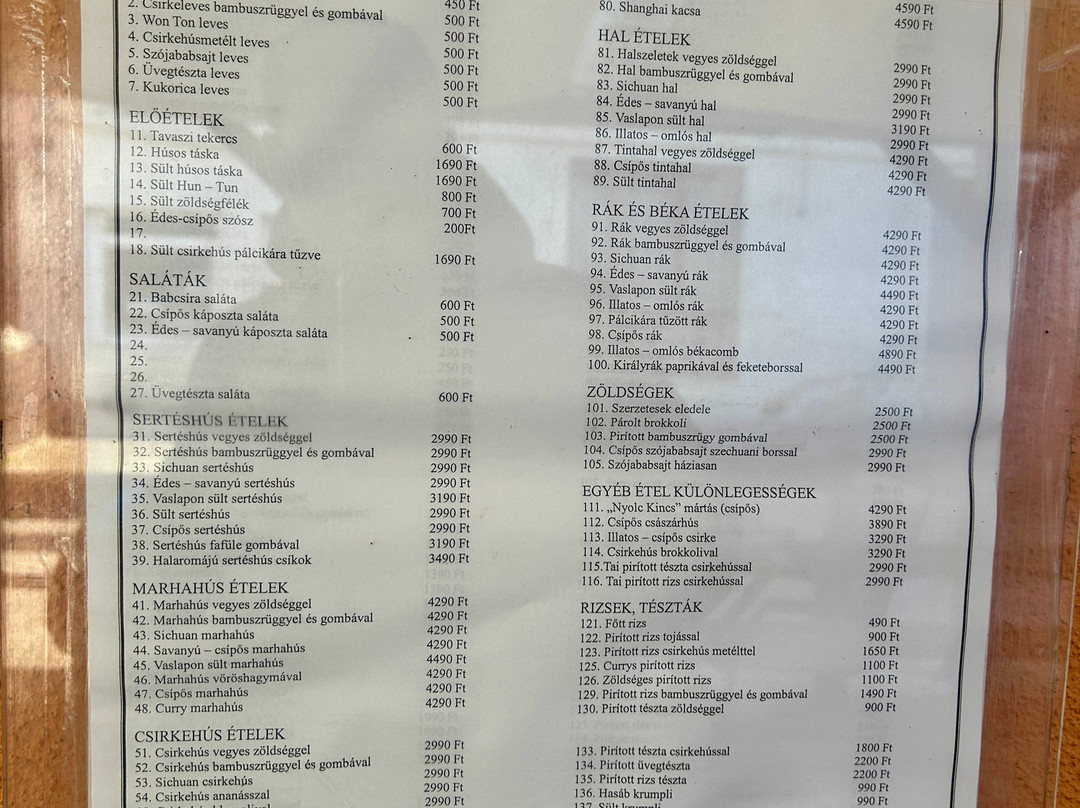 2. Csirkeleves bambuszrüggyel és gombával 450 Ft
3. Won Ton leves 500 Ft
4. Csirkehúsmetélt leves 500 Ft
5. Szójababsajt leves 500 Ft
6. Üvegtészta leves 500 Ft
7. Kukorica leves 500 Ft
500 Ft
ELŐÉTELEK
11. Tavaszi tekercs 600 Ft
12. Húsos táska 1690 Ft
13. Sült húsos táska 1690 Ft
14. Sült Hun – Tun 800 Ft
15. Sült zöldségfélék 700 Ft
16. Édes-csípős szósz 200Ft
17.
18. Sült csirkehús pálcikára tűzve 1690 Ft
SALÁTÁK
21. Babcsíra saláta 600 Ft
22. Csípős káposzta saláta 500 Ft
23. Édes – savanyú káposzta saláta 500 Ft
24.
25.
26.
27. Üvegtészta saláta 600 Ft
SERTÉSHÚS ÉTELEK
31. Sertéshús vegyes zöldséggel 2990 Ft
32. Sertéshús bambuszrüggyel és gombával 2990 Ft
33. Sichuan sertéshús 2990 Ft
34. Édes – savanyú sertéshús 2990 Ft
35. Vaslapon sült sertéshús 3190 Ft
36. Sült sertéshús 2990 Ft
37. Csípős sertéshús 2990 Ft
38. Sertéshús fafüle gombával 3190 Ft
39. Halaromájú sertéshús csíkok 3490 Ft
MARHAHÚS ÉTELEK
41. Marhahús vegyes zöldséggel 4290 Ft
42. Marhahús bambuszrüggyel és gombával 4290 Ft
43. Sichuan marhahús 4290 Ft
44. Savanyú – csípős marhahús 4290 Ft
45. Vaslapon sült marhahús 4490 Ft
46. Marhahús vöröshagymával 4290 Ft
47. Csípős marhahús 4290 Ft
48. Curry marhahús 4290 Ft
CSIRKEHÚS ÉTELEK
51. Csirkehús vegyes zöldséggel 2990 Ft
52. Csirkehús bambuszrüggyel és gombával 2990 Ft
53. Sichuan csirkehús 2990 Ft
54. Csirkehús ananásszal 2990 Ft
2990 Ft
4590 Ft
80. Shanghai kacsa 4590 Ft
HAL ÉTELEK
81. Halszeletek vegyes zöldséggel 2990 Ft
82. Hal bambuszrüggyel és gombával 2990 Ft
83. Sichuan hal 2990 Ft
84. Édes – savanyú hal 2990 Ft
85. Vaslapon sült hal 3190 Ft
86. Illatos – omlós hal 2990 Ft
87. Tintahal vegyes zöldséggel 4290 Ft
88. Csípős tintahal 4290 Ft
89. Sült tintahal 4290 Ft
RÁK ÉS BÉKA ÉTELEK
91. Rák vegyes zöldséggel 4290 Ft
92. Rák bambuszrüggyel és gombával 4290 Ft
93. Sichuan rák 4290 Ft
94. Édes – savanyú rák 4290 Ft
95. Vaslapon sült rák 4490 Ft
96. Illatos – omlós rák 4290 Ft
97. Pálcikára tűzött rák 4290 Ft
98. Csípős rák 4290 Ft
99. Illatos – omlós békacomb 4890 Ft
100. Királyrák paprikával és feketeborssal 4490 Ft
ZÖLDSÉGEK
101. Szerzetesek eledele 2500 Ft
102. Párolt brokkoli 2500 Ft
103. Pirított bambuszrügy gombával 2500 Ft
104. Csípős szójababsajt szechuani borssal 2990 Ft
105. Szójababsajt háziasan 2990 Ft
EGYÉB ÉTEL KÜLÖNLEGESSÉGEK
111. „Nyolc Kincs” mártás (csípős) 4290 Ft
112. Csípős császárhús 3890 Ft
113. Illatos – csípős csirke 3290 Ft
114. Csirkehús brokkolival 3290 Ft
115.Tai pirított tészta csirkehússal 2990 Ft
116. Tai pirított rizs csirkehússal 2990 Ft
RIZSEK, TÉSZTÁK
121. Főtt rizs 490 Ft
122. Pirított rizs tojással 900 Ft
123. Pirított rizs csirkehús metélttel 1650 Ft
125. Currys pirított rizs 1100 Ft
126. Zöldséges pirított rizs 1100 Ft
129. Pirított rizs bambuszrüggyel és gombával 1490 Ft
130. Pirított tészta zöldséggel 900 Ft
133. Pirított tészta csirkehússal 1800 Ft
134. Pirított üvegtészta 2200 Ft
135. Pirított rizs tészta 2200 Ft
136. Hasáb krumpli 990 Ft
137. Sült krumpli 990 Ft